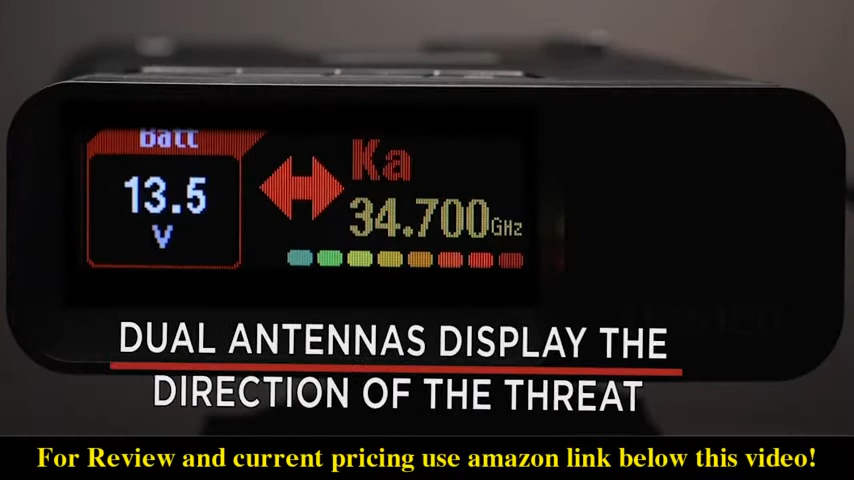 Batt
13.5
V
Ka
34.700GHz
DUAL ANTENNAS DISPLAY THE
DIRECTION OF THE THREAT
For Review and current pricing use amazon link below this video!